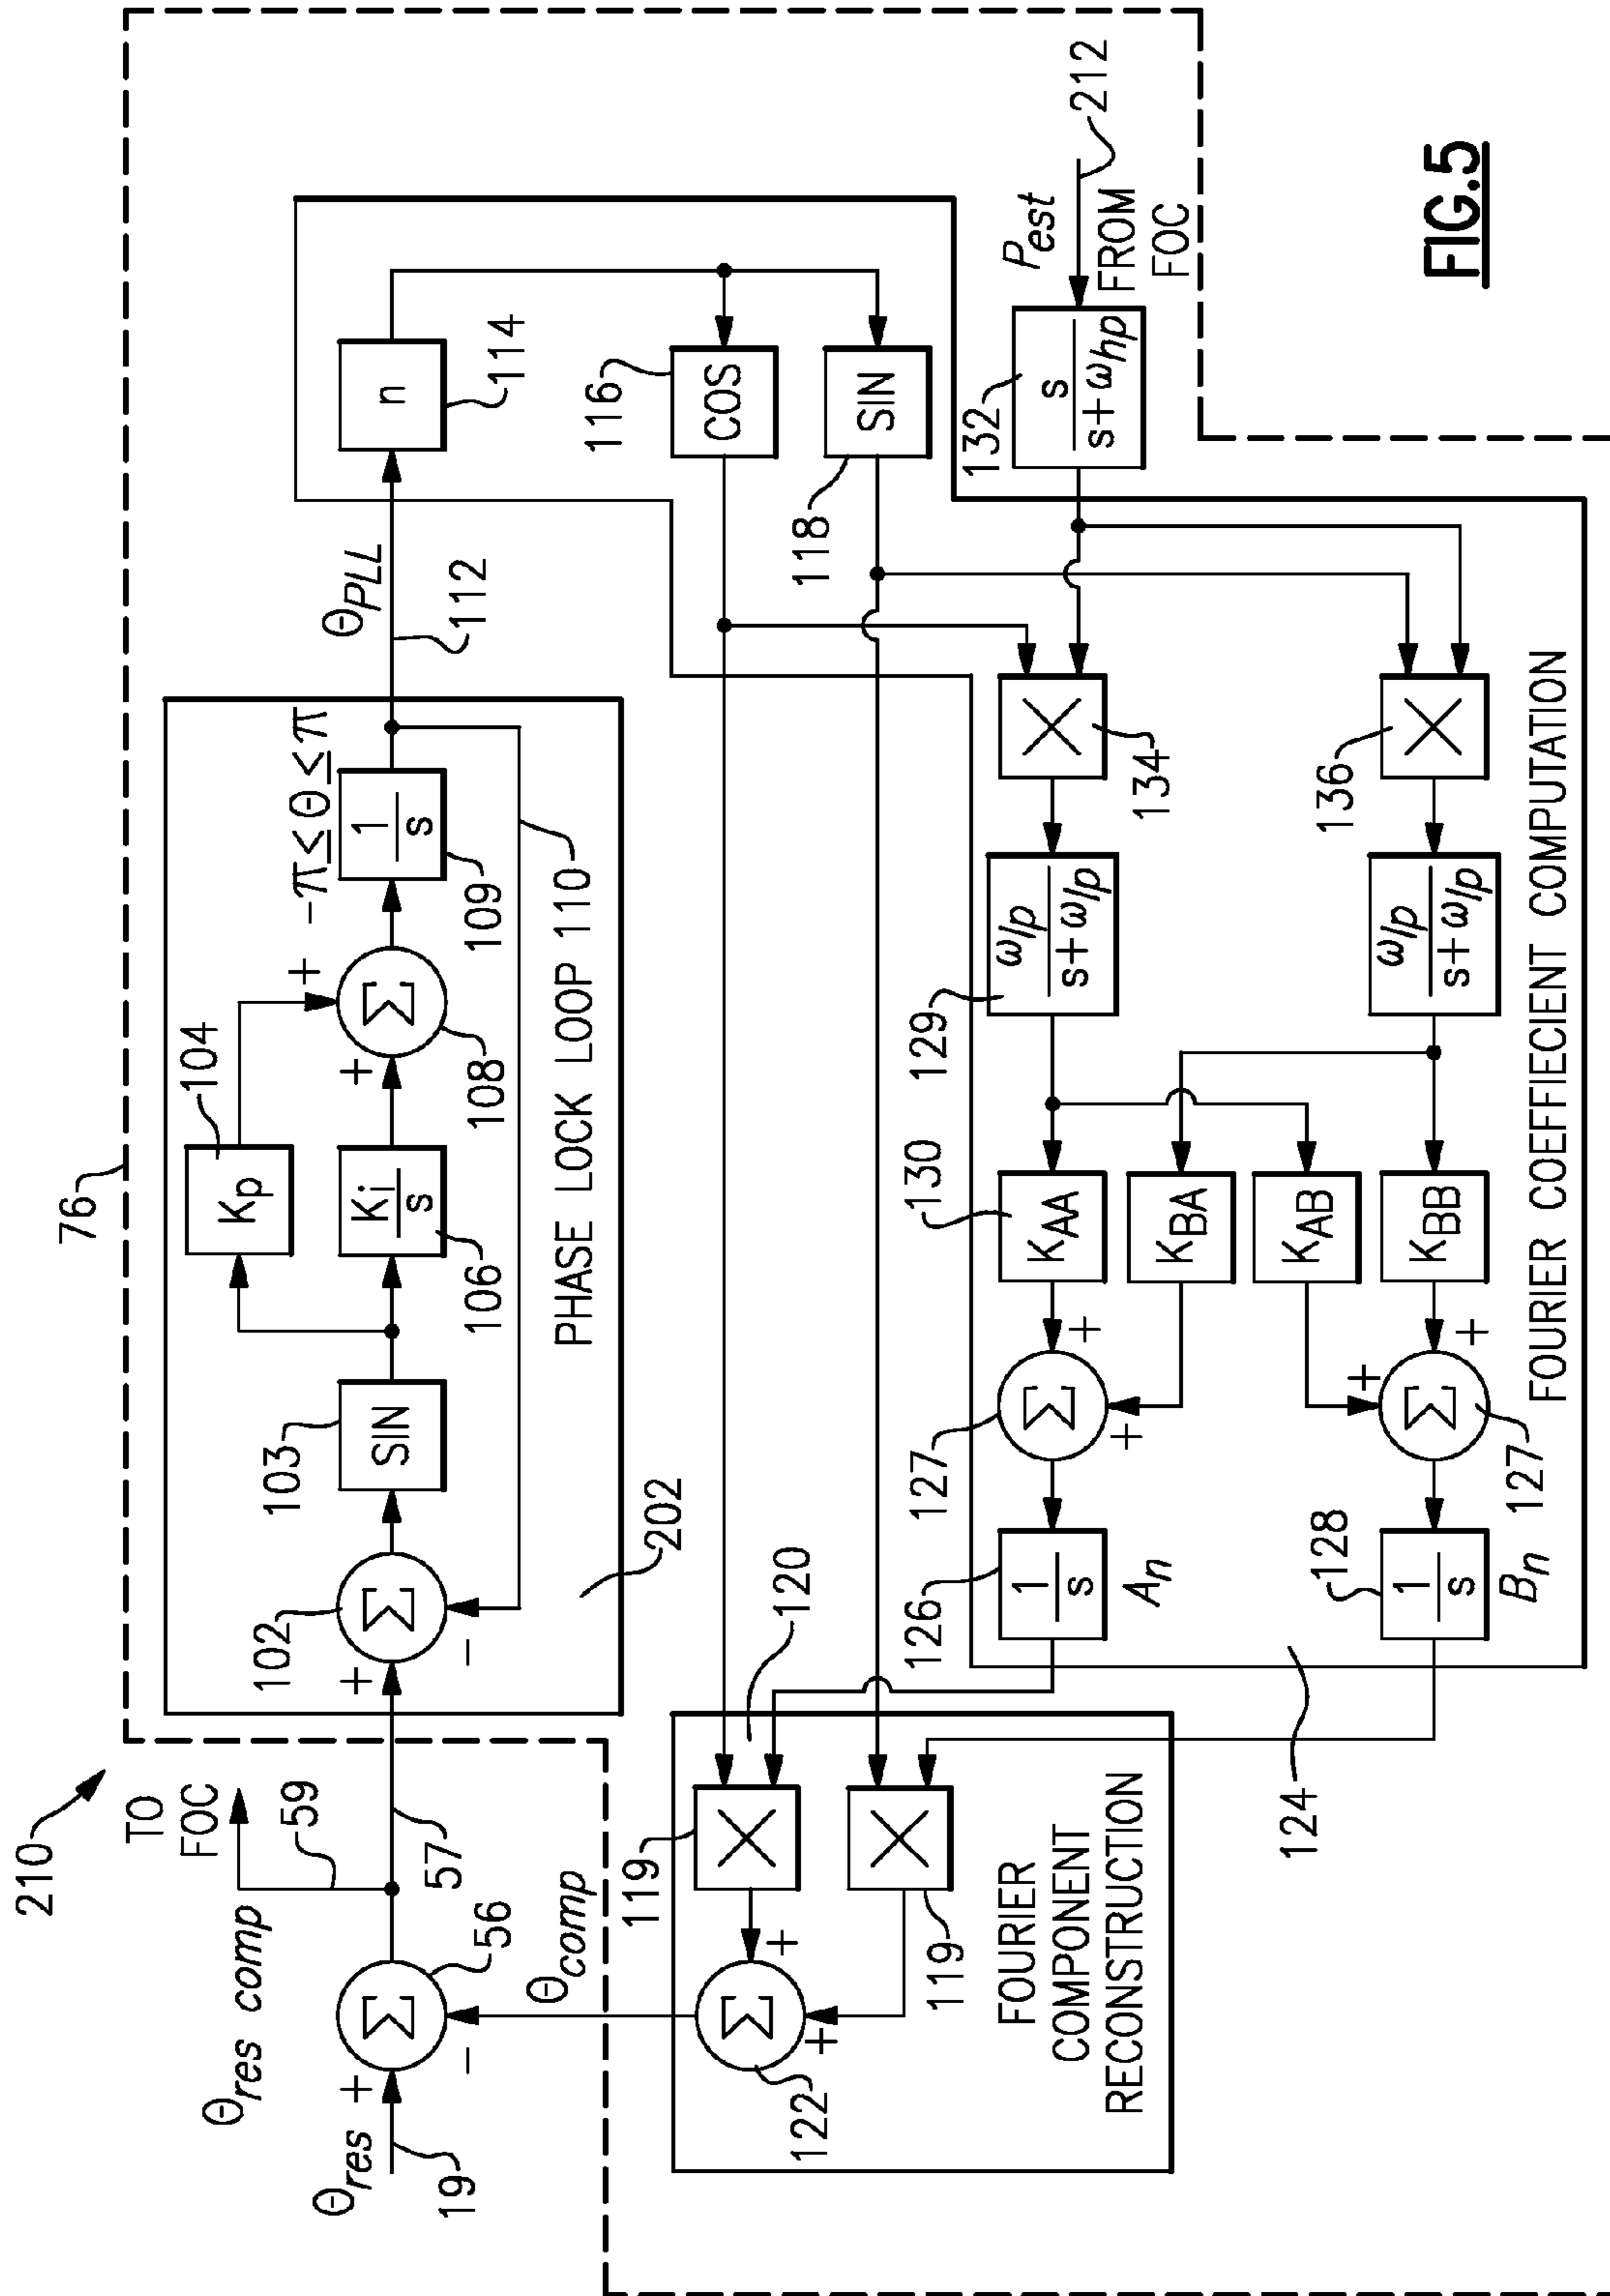 210
TO
FOC
59
Θres comp
Θres
+
19
Σ
56
−
57
Θcomp
76
+
102
Σ
−
103
SIN
104
Kp
106
Ki
s
+
+
Σ
108
−π≤Θ≤π
1
s
109
110
PHASE LOCK LOOP
202
ΘPLL
112
n
114
116
COS
118
SIN
132
s
s+ωhp
Pest
FROM
FOC
212
119
×
120
119
×
122
Σ
+
+
FOURIER
COMPONENT
RECONSTRUCTION
126
1
s
An
127
Σ
+
+
130
KAA
KBA
KAB
KBB
129
ωlp
s+ωlp
×
134
128
1
s
Bn
Σ
+
+
127
ωlp
s+ωlp
136
×
124
FOURIER COEFFIECIENT COMPUTATION
FIG.5